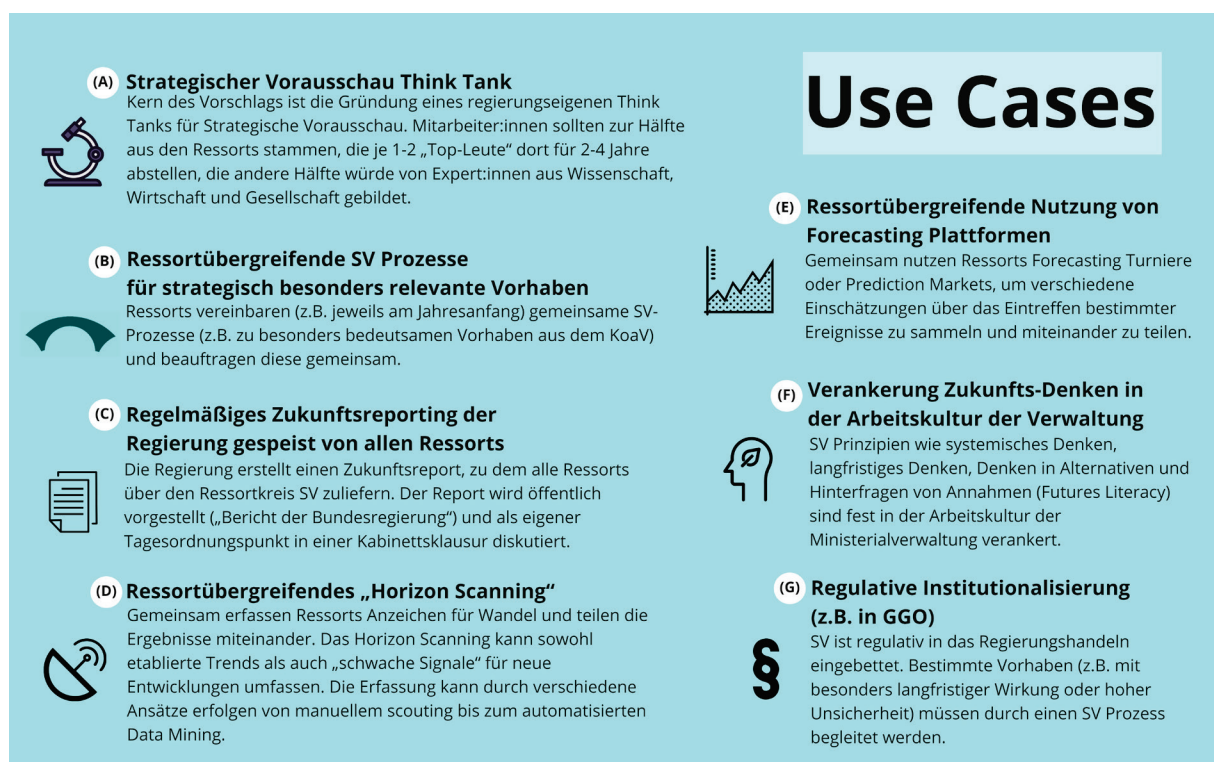 Use Cases
(A) Strategischer Vorausschau Think Tank
Kern des Vorschlags ist die Gründung eines regierungseigenen Think
Tanks für Strategische Vorausschau. Mitarbeiter:innen sollten zur Hälfte
aus den Ressorts stammen, die je 1-2 „Top-Leute“ dort für 2-4 Jahre
abstellen, die andere Hälfte würde von Expert:innen aus Wissenschaft,
Wirtschaft und Gesellschaft gebildet.
(B) Ressortübergreifende SV Prozesse
für strategisch besonders relevante Vorhaben
Ressorts vereinbaren (z.B. jeweils am Jahresanfang) gemeinsame SV-
Prozesse (z.B. zu besonders bedeutsamen Vorhaben aus dem KoaV)
und beauftragen diese gemeinsam.
(C) Regelmäßiges Zukunftsreporting der
Regierung gespeist von allen Ressorts
Die Regierung erstellt einen Zukunftsreport, zu dem alle Ressorts
über den Ressortkreis SV zuliefern. Der Report wird öffentlich
vorgestellt („Bericht der Bundesregierung“) und als eigener
Tagesordnungspunkt in einer Kabinettsklausur diskutiert.
(D) Ressortübergreifendes „Horizon Scanning“
Gemeinsam erfassen Ressorts Anzeichen für Wandel und teilen die
Ergebnisse miteinander. Das Horizon Scanning kann sowohl
etablierte Trends als auch „schwache Signale“ für neue
Entwicklungen umfassen. Die Erfassung kann durch verschiedene
Ansätze erfolgen von manuellem scouting bis zum automatisierten
Data Mining.
(E) Ressortübergreifende Nutzung von
Forecasting Plattformen
Gemeinsam nutzen Ressorts Forecasting Turniere
oder Prediction Markets, um verschiedene
Einschätzungen über das Eintreffen bestimmter
Ereignisse zu sammeln und miteinander zu teilen.
(F) Verankerung Zukunfts-Denken in
der Arbeitskultur der Verwaltung
SV Prinzipien wie systemisches Denken,
langfristiges Denken, Denken in Alternativen und
Hinterfragen von Annahmen (Futures Literacy)
sind fest in der Arbeitskultur der
Ministerialverwaltung verankert.
(G) Regulative Institutionalisierung
(z.B. in GGO)
§
SV ist regulativ in das Regierungshandeln
eingebettet. Bestimmte Vorhaben (z.B. mit
besonders langfristiger Wirkung oder hoher
Unsicherheit) müssen durch einen SV Prozess
begleitet werden.